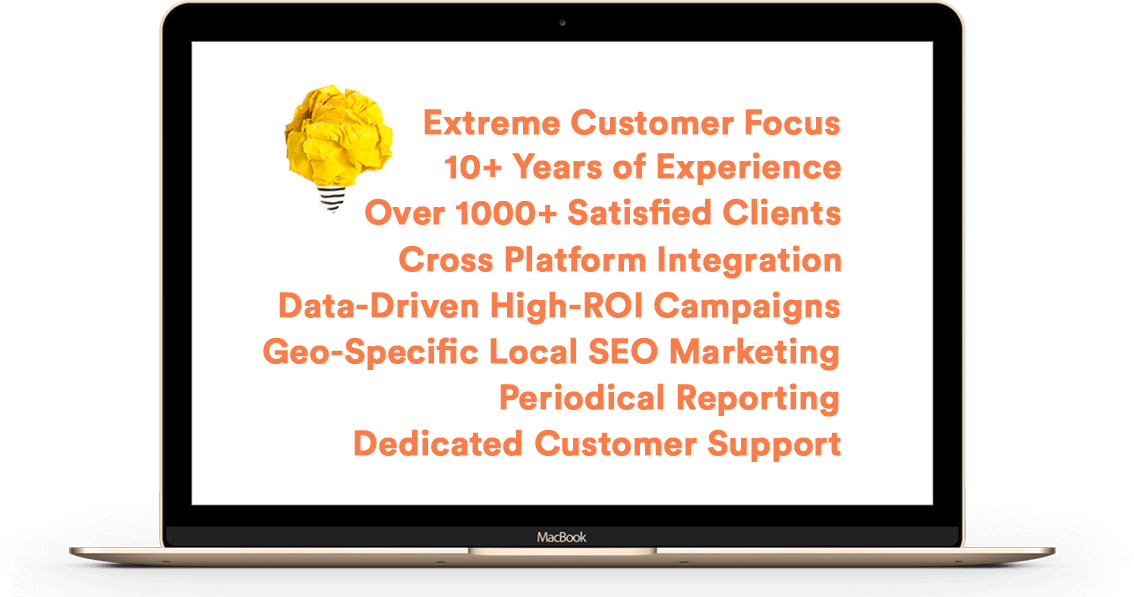 Extreme Customer Focus
10+ Years of Experience
Over 1000+ Satisfied Clients
Cross Platform Integration
Data-Driven High-ROI Campaigns
Geo-Specific Local SEO Marketing
Periodical Reporting
Dedicated Customer Support
MacBook